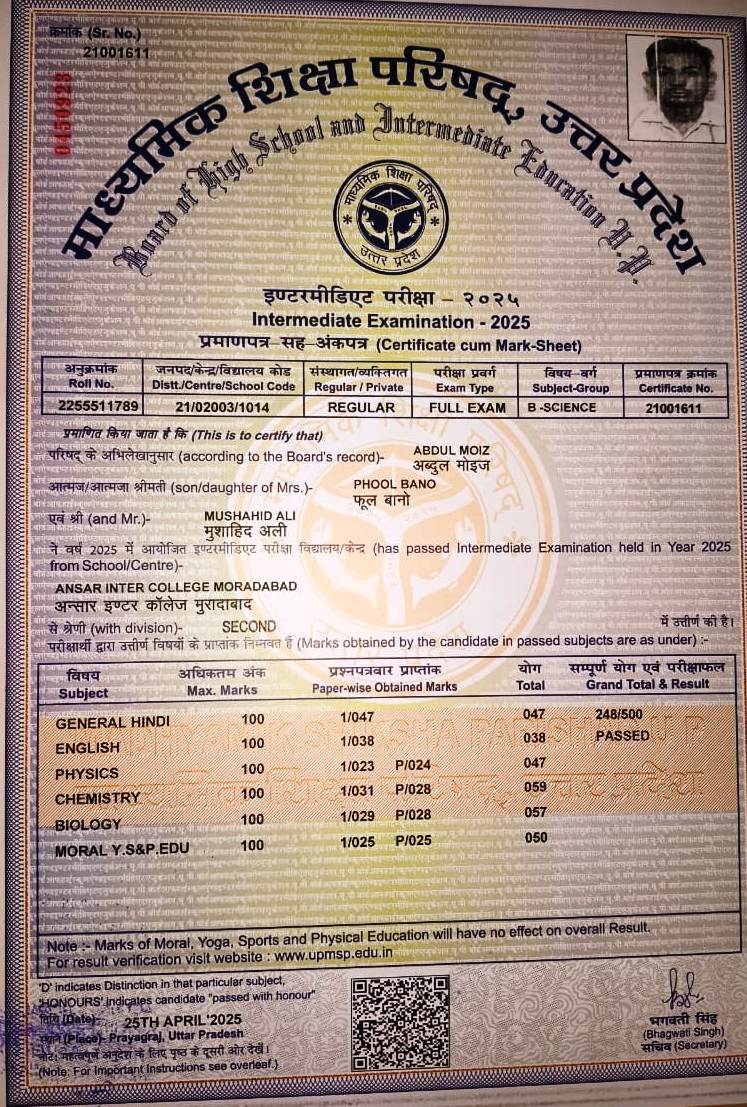 क्रमांक (Sr. No.)
21001611
माध्यमिक शिक्षा परिषद्, उत्तर प्रदेश
Board of High School and Intermediate Education U.P.
माध्यमिक शिक्षा परिषद्
उत्तर प्रदेश
इण्टरमीडिएट परीक्षा – २०२५
Intermediate Examination - 2025
प्रमाणपत्र–सह–अंकपत्र (Certificate cum Mark-Sheet)
अनुक्रमांक जनपद/केन्द्र/विद्यालय कोड संस्थागत/व्यक्तिगत परीक्षा प्रवर्ग विषय–वर्ग प्रमाणपत्र क्रमांक
Roll No. Distt./Centre/School Code Regular / Private Exam Type Subject-Group Certificate No.
2255511789 21/02003/1014 REGULAR FULL EXAM B -SCIENCE 21001611
प्रमाणित किया जाता है कि (This is to certify that)
परिषद् के अभिलेखानुसार (according to the Board's record)- ABDUL MOIZ
अब्दुल मोइज
आत्मज/आत्मजा श्रीमती (son/daughter of Mrs.)- PHOOL BANO
फूल बानो
एवं श्री (and Mr.)- MUSHAHID ALI
मुशाहिद अली
ने वर्ष 2025 में आयोजित इण्टरमीडिएट परीक्षा विद्यालय/केन्द्र (has passed Intermediate Examination held in Year 2025
from School/Centre)-
ANSAR INTER COLLEGE MORADABAD
अन्सार इण्टर कॉलेज मुरादाबाद
से श्रेणी (with division)- SECOND में उत्तीर्ण की है।
परीक्षार्थी द्वारा उत्तीर्ण विषयों के प्राप्तांक निम्नवत हैं (Marks obtained by the candidate in passed subjects are as under) :-
विषय अधिकतम अंक प्रश्नपत्रवार प्राप्तांक योग सम्पूर्ण योग एवं परीक्षाफल
Subject Max. Marks Paper-wise Obtained Marks Total Grand Total & Result
GENERAL HINDI 100 1/047 047 248/500
ENGLISH 100 1/038 038 PASSED
PHYSICS 100 1/023 P/024 047
CHEMISTRY 100 1/031 P/028 059
BIOLOGY 100 1/029 P/028 057
MORAL Y.S&P.EDU 100 1/025 P/025 050
Note :- Marks of Moral, Yoga, Sports and Physical Education will have no effect on overall Result.
For result verification visit website : www.upmsp.edu.in
'D' indicates Distinction in that particular subject,
'HONOURS' indicates candidate "passed with honour"
तिथि (Date)- 25TH APRIL'2025
स्थान (Place)- Prayagraj, Uttar Pradesh
नोट: महत्वपूर्ण अनुदेश के लिए पृष्ठ के दूसरी ओर देखें।
(Note: For Important Instructions see overleaf.)
भगवती सिंह
(Bhagwati Singh)
सचिव (Secretary)